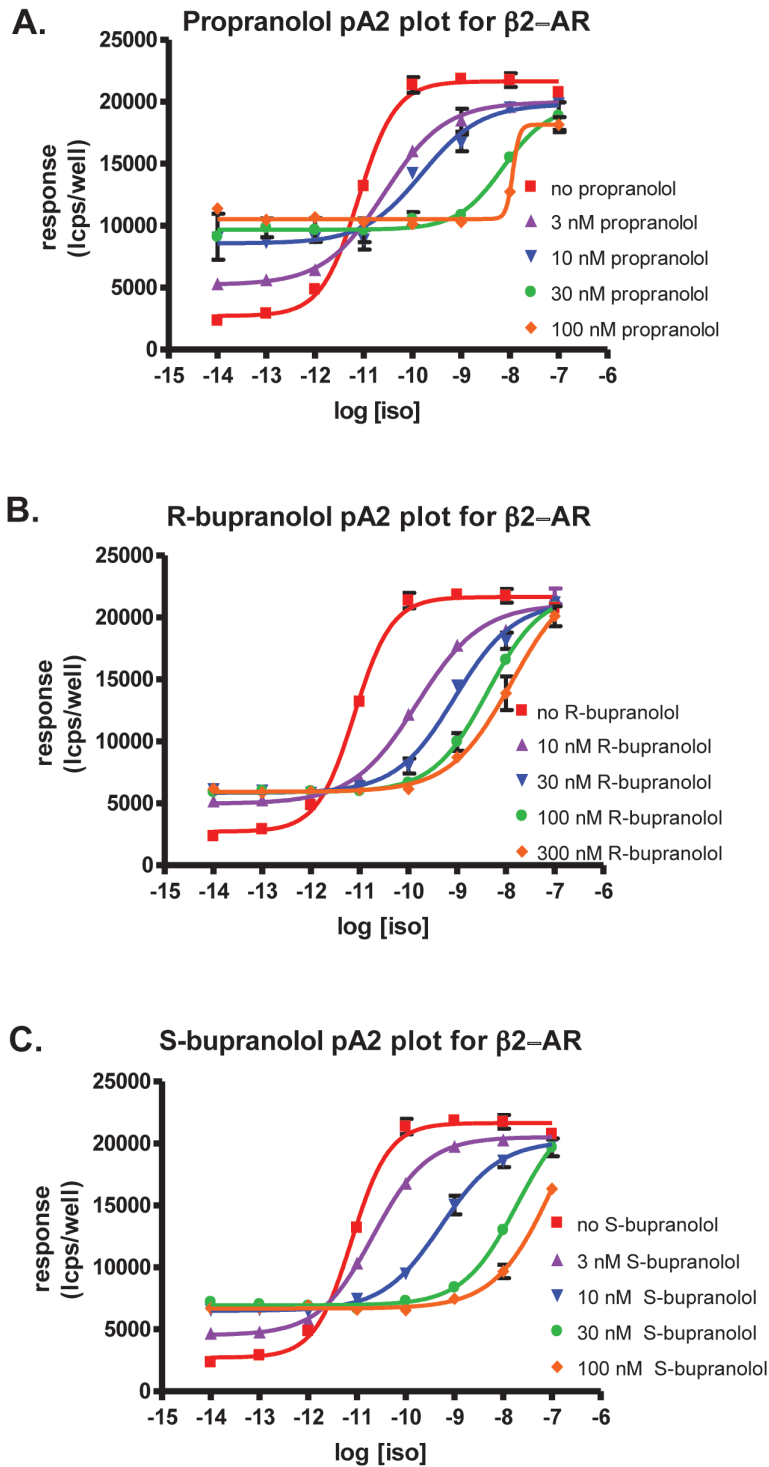 A.
Propranolol pA2 plot for β2–AR
25000
20000
15000
10000
5000
0
response
(lcps/well)
no propranolol
3 nM propranolol
10 nM propranolol
30 nM propranolol
100 nM propranolol
-15 -14 -13 -12 -11 -10 -9 -8 -7 -6
log [iso]
B.
R-bupranolol pA2 plot for β2–AR
25000
20000
15000
10000
5000
0
response
(lcps/well)
no R-bupranolol
10 nM R-bupranolol
30 nM R-bupranolol
100 nM R-bupranolol
300 nM R-bupranolol
-15 -14 -13 -12 -11 -10 -9 -8 -7 -6
log [iso]
C.
S-bupranolol pA2 plot for β2–AR
25000
20000
15000
10000
5000
0
response
(lcps/well)
no S-bupranolol
3 nM S-bupranolol
10 nM S-bupranolol
30 nM S-bupranolol
100 nM S-bupranolol
-15 -14 -13 -12 -11 -10 -9 -8 -7 -6
log [iso]